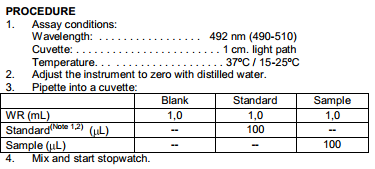 PROCEDURE
1. Assay conditions:
Wavelength: . . . . . . . . . . . . . . . . . 492 nm (490-510)
Cuvette: . . . . . . . . . . . . . . . . . . . . . . . 1 cm. light path
Temperature. . . . . . . . . . . . . . . . . . 37ºC / 15-25ºC
2. Adjust the instrument to zero with distilled water.
3. Pipette into a cuvette:
Blank Standard Sample
WR (mL) 1,0 1,0 1,0
Standard(Note 1,2) (µL) -- 100 --
Sample (µL) -- -- 100
4. Mix and start stopwatch.